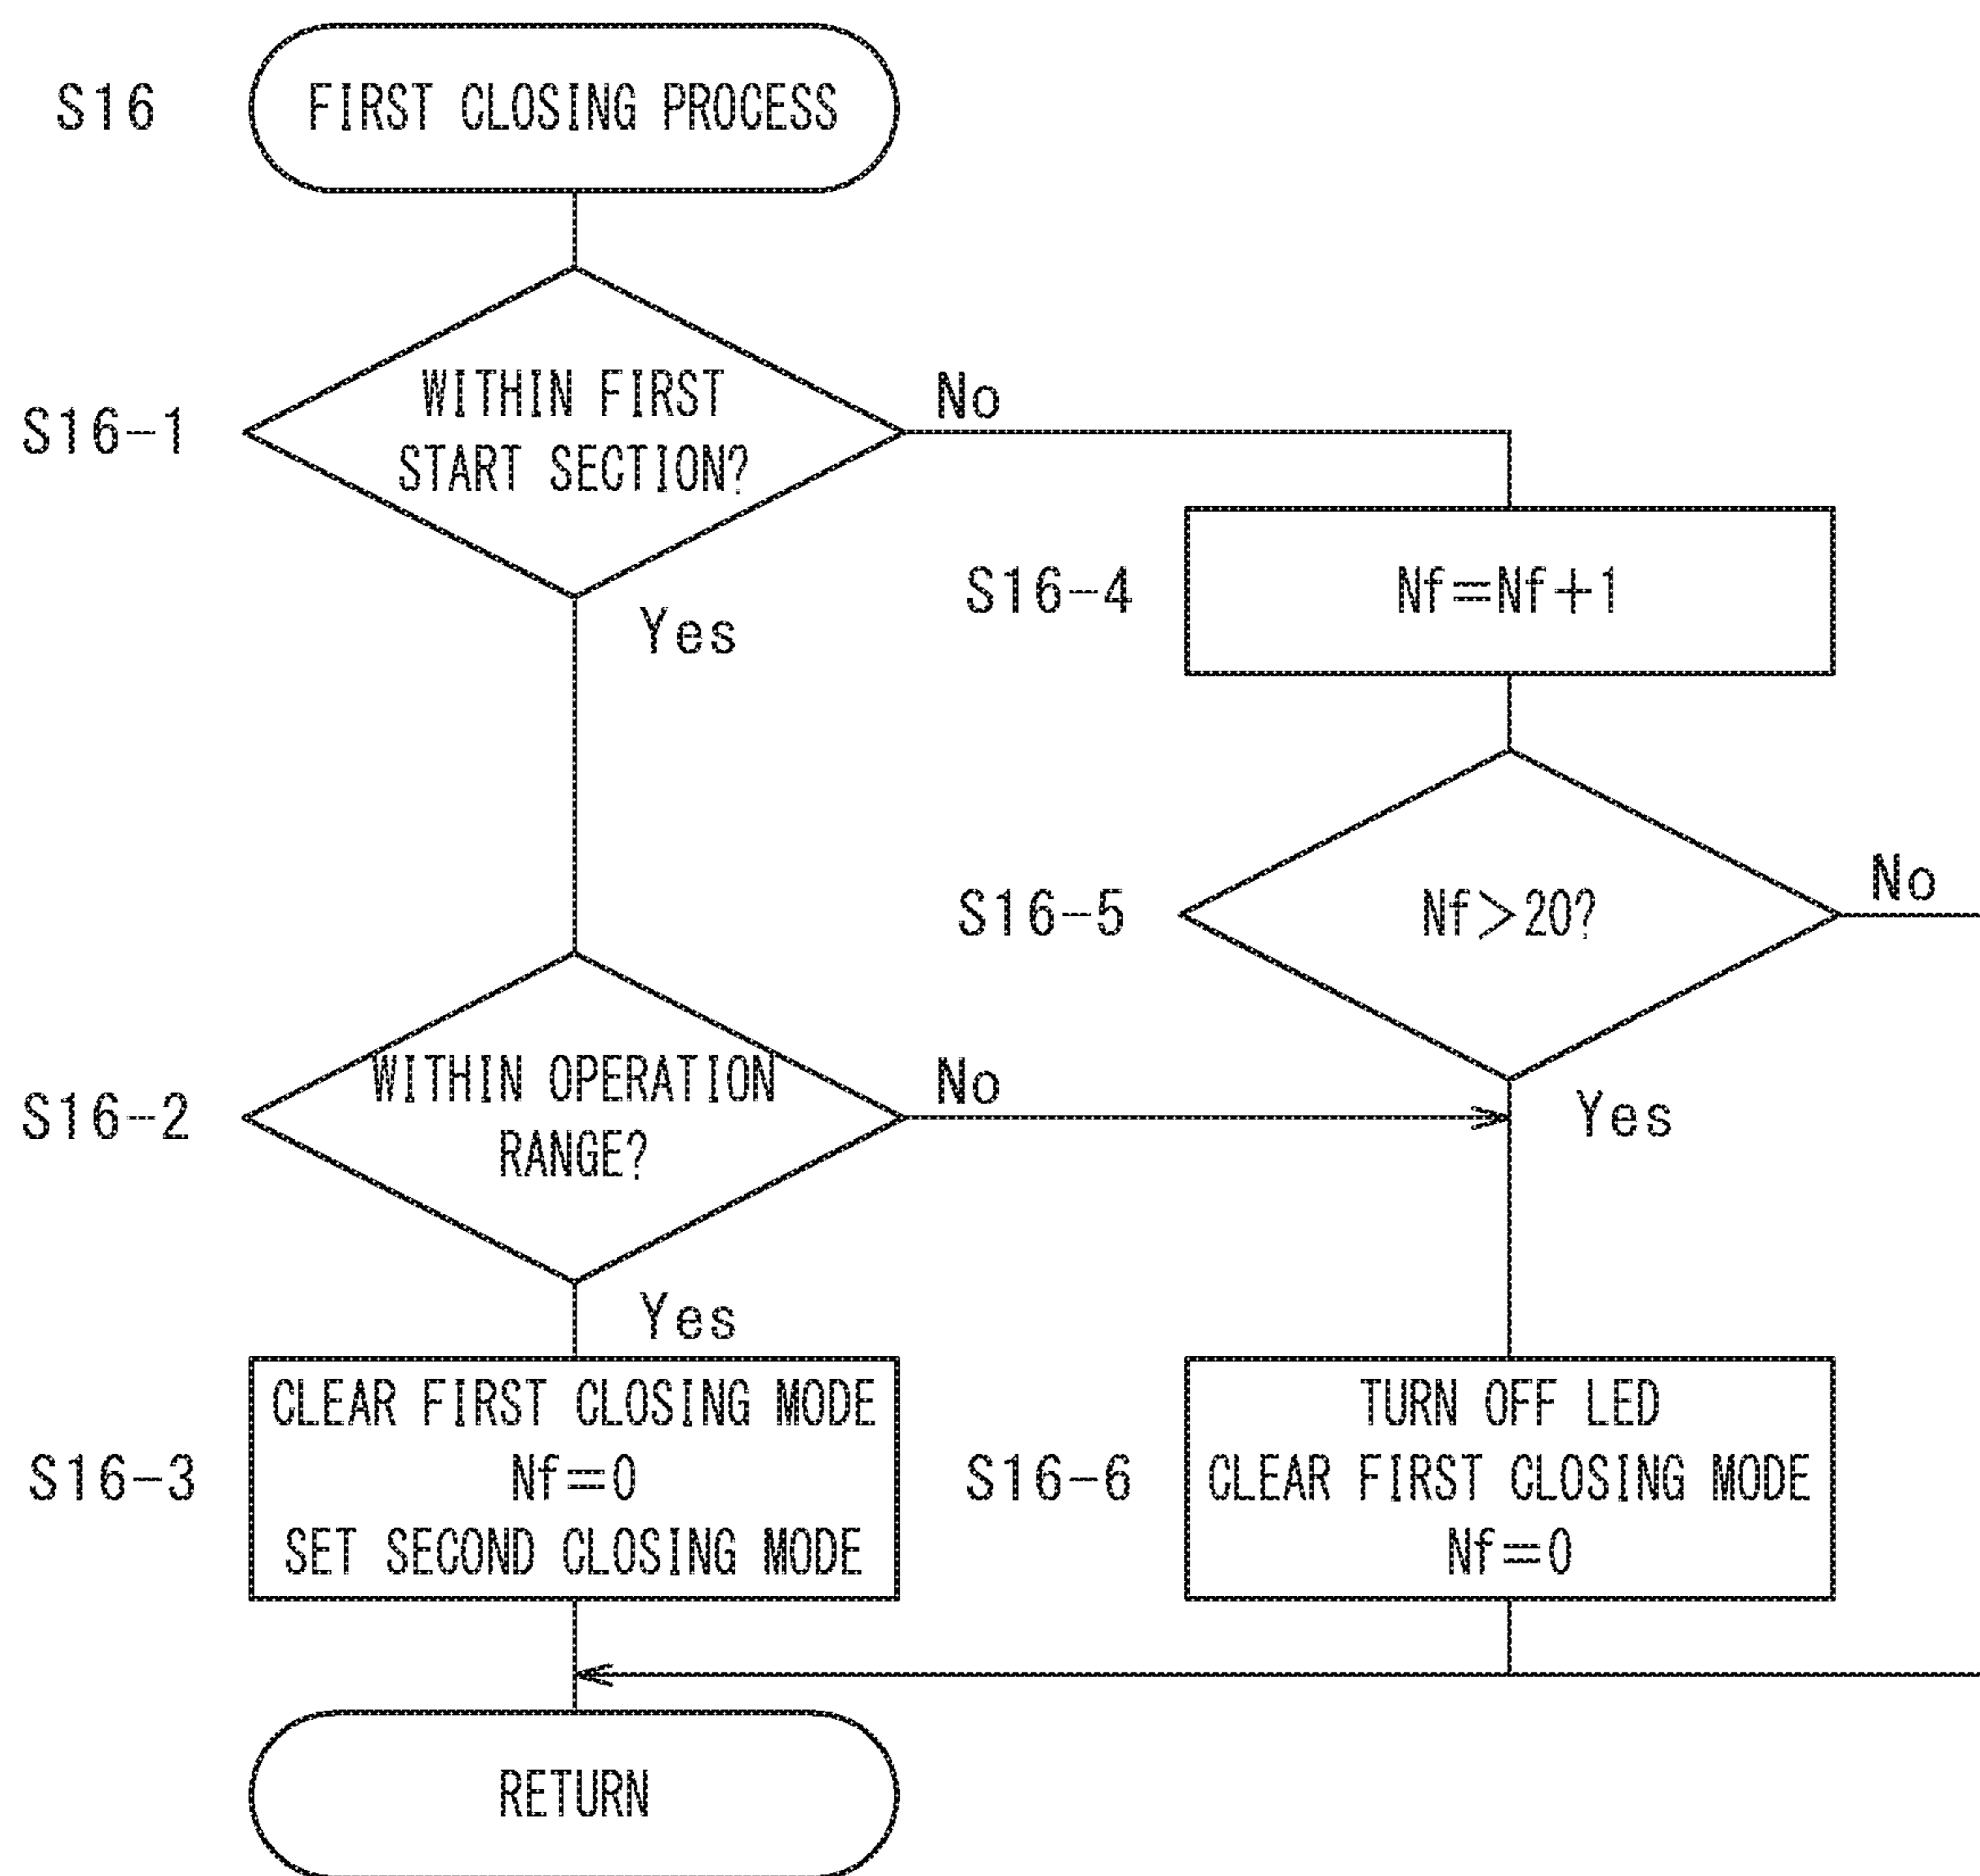 S16
FIRST CLOSING PROCESS
S16-1
WITHIN FIRST
START SECTION?
No
Yes
S16-4
Nf=Nf+1
S16-5
Nf>20?
No
Yes
S16-2
WITHIN OPERATION
RANGE?
No
Yes
S16-3
CLEAR FIRST CLOSING MODE
Nf=0
SET SECOND CLOSING MODE
S16-6
TURN OFF LED
CLEAR FIRST CLOSING MODE
Nf=0
RETURN